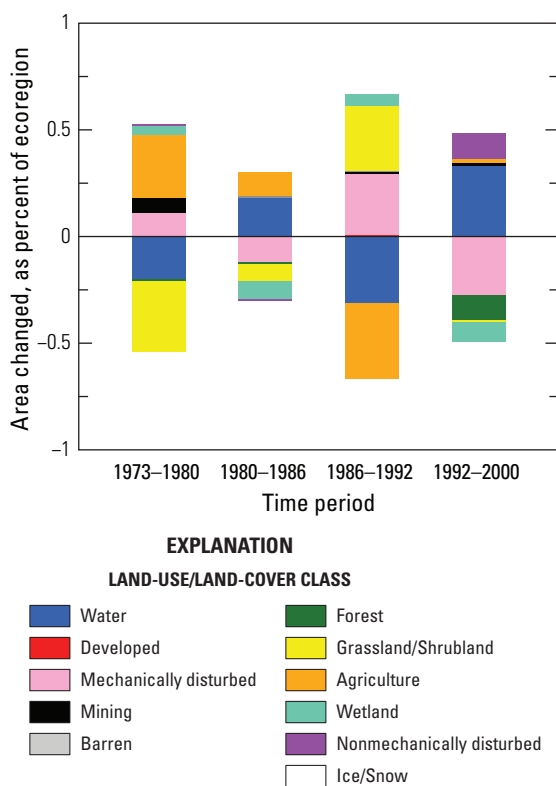 Area changed, as percent of ecoregion
1
0.5
0
−0.5
−1
1973–1980 1980–1986 1986–1992 1992–2000
Time period
EXPLANATION
LAND-USE/LAND-COVER CLASS
Water
Developed
Mechanically disturbed
Mining
Barren
Forest
Grassland/Shrubland
Agriculture
Wetland
Nonmechanically disturbed
Ice/Snow